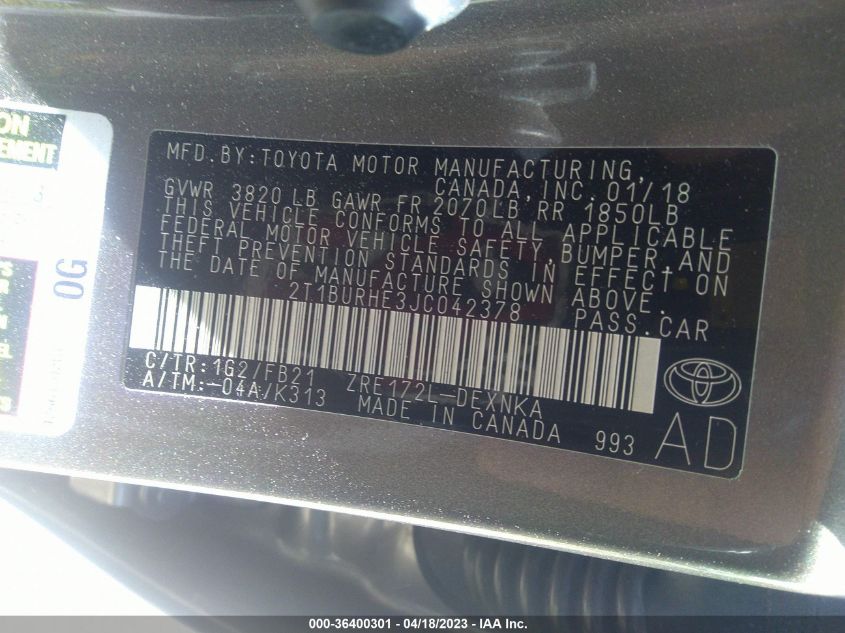 ON
EMENT
0G
MFD.BY:TOYOTA MOTOR MANUFACTURING,
CANADA,INC. 01/18
GVWR 3820 LB GAWR FR 2070LB RR 1850LB
THIS VEHICLE CONFORMS TO ALL APPLICABLE
FEDERAL MOTOR VEHICLE SAFETY,BUMPER,AND
THEFT PREVENTION STANDARDS IN EFFECT ON
THE DATE OF MANUFACTURE SHOWN ABOVE.
2T1BURHE3JC042378 PASS.CAR
C/TR:1G2/FB21 ZRE172L-DEXNKA
A/TM:-04A/K313 MADE IN CANADA 993
AD
000-36400301 - 04/18/2023 - IAA Inc.